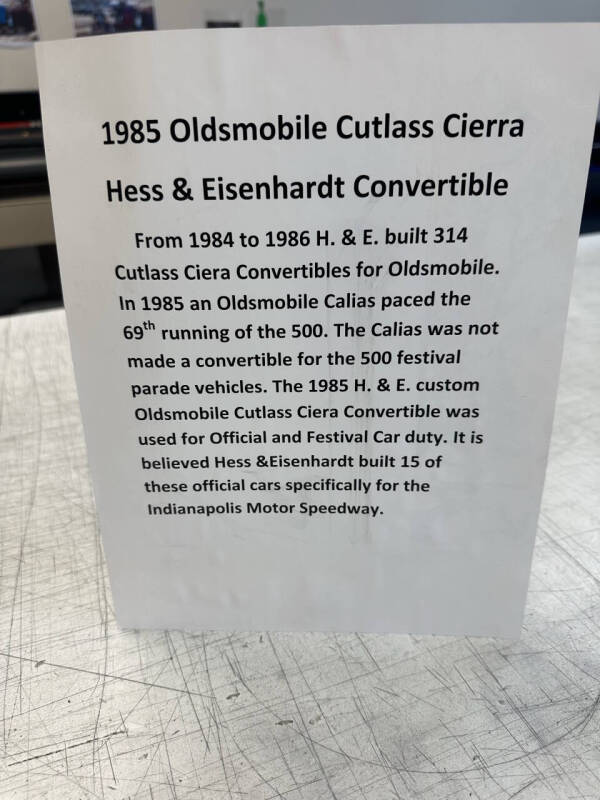 1985 Oldsmobile Cutlass Cierra
Hess & Eisenhardt Convertible
From 1984 to 1986 H. & E. built 314
Cutlass Ciera Convertibles for Oldsmobile.
In 1985 an Oldsmobile Calias paced the
69th running of the 500. The Calias was not
made a convertible for the 500 festival
parade vehicles. The 1985 H. & E. custom
Oldsmobile Cutlass Ciera Convertible was
used for Official and Festival Car duty. It is
believed Hess &Eisenhardt built 15 of
these official cars specifically for the
Indianapolis Motor Speedway.